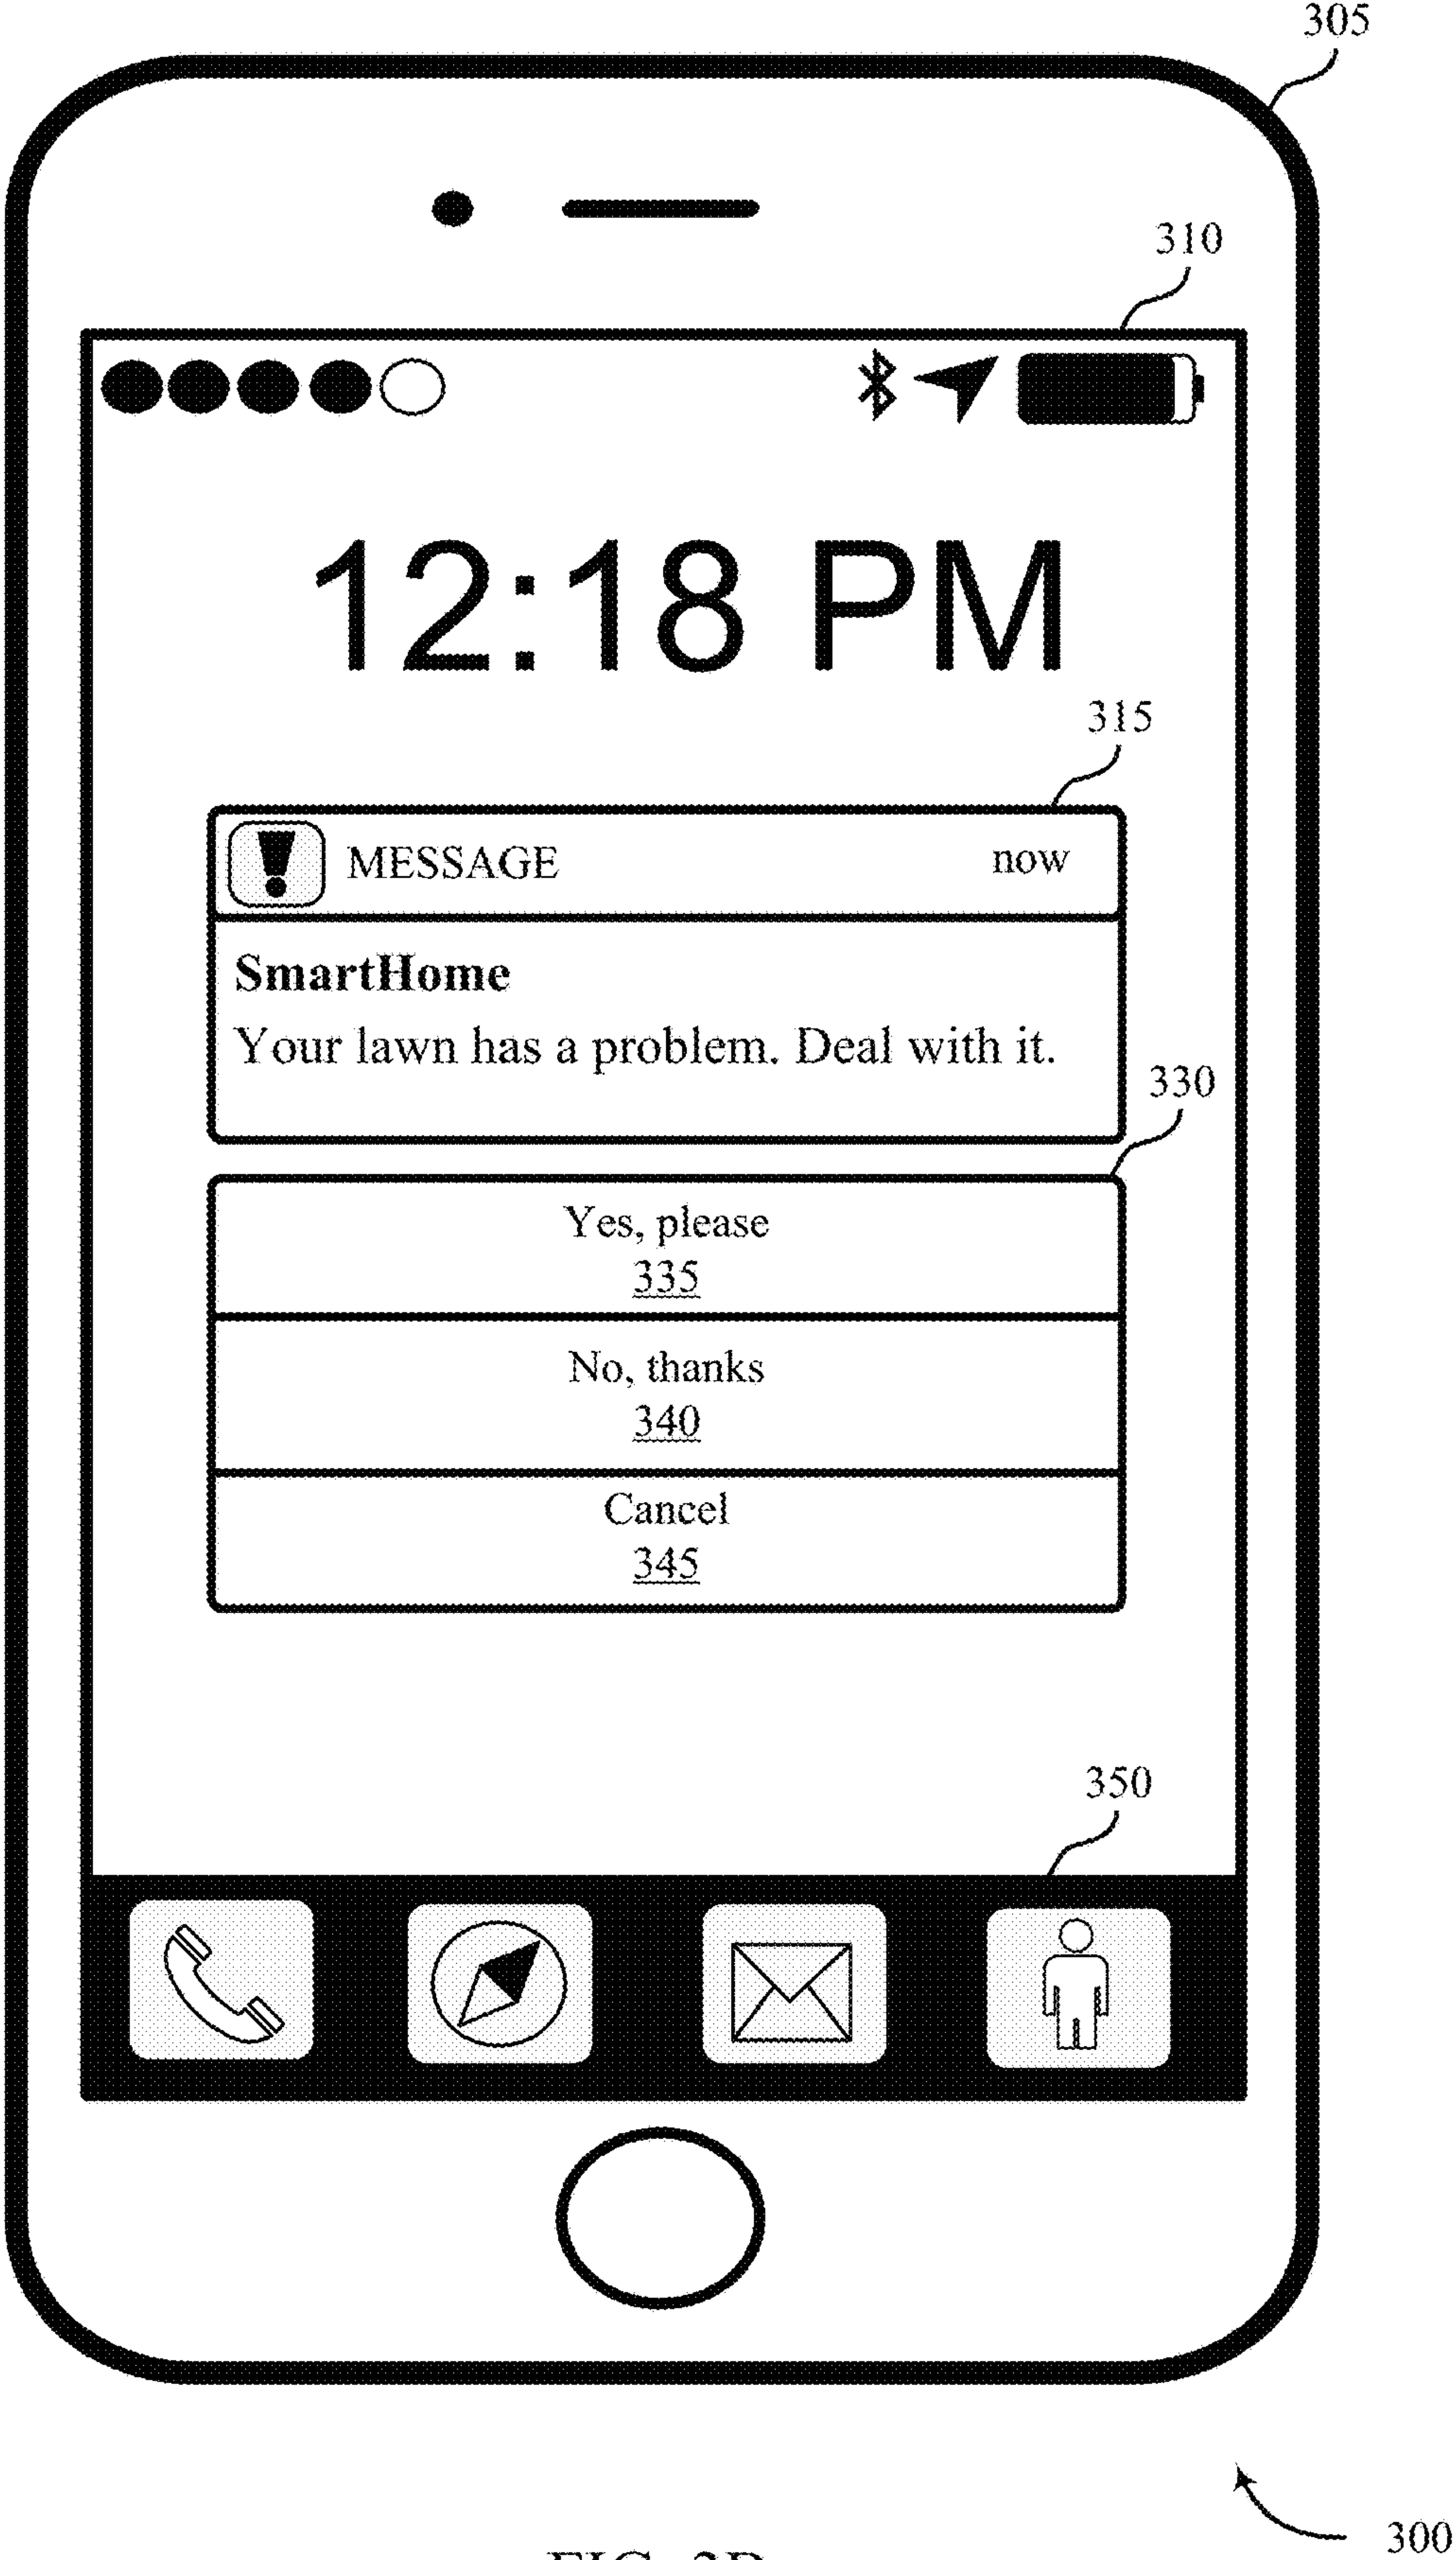 305
310
12:18 PM
315
MESSAGE now
SmartHome
Your lawn has a problem. Deal with it.
330
Yes, please
335
No, thanks
340
Cancel
345
350
300